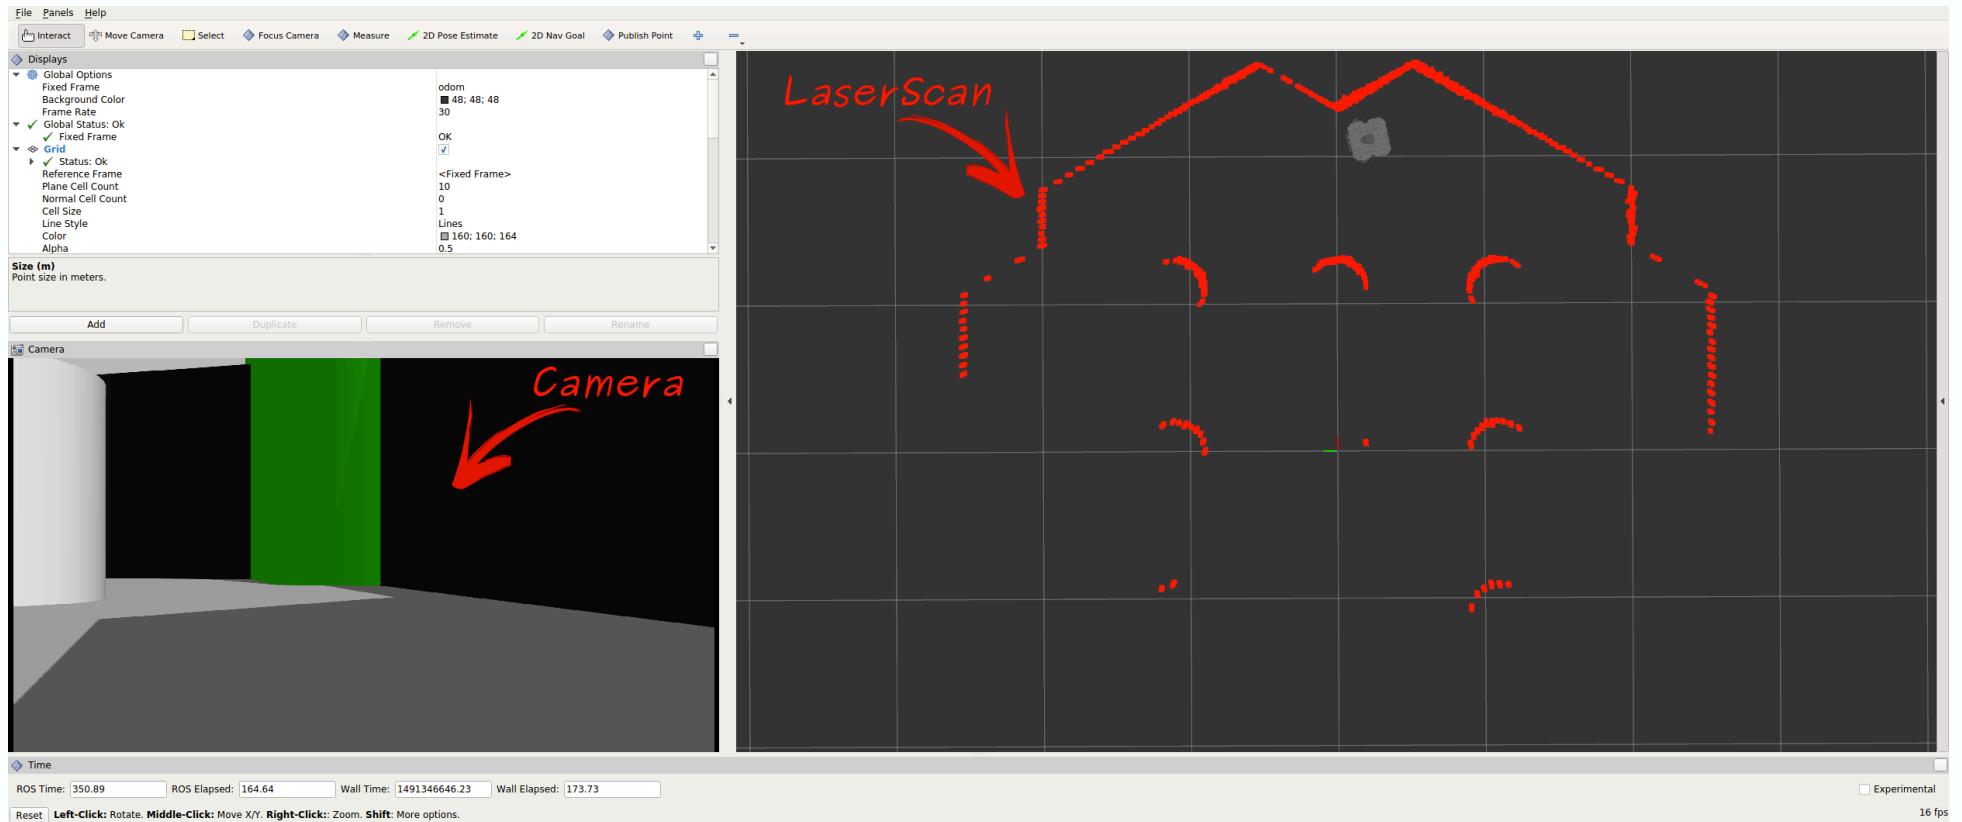 File Panels Help
Interact Move Camera Select Focus Camera Measure 2D Pose Estimate 2D Nav Goal Publish Point
Displays
Global Options
Fixed Frame odom
Background Color 48; 48; 48
Frame Rate 30
Global Status: Ok
Fixed Frame OK
Grid
Status: Ok
Reference Frame <Fixed Frame>
Plane Cell Count 10
Normal Cell Count 0
Cell Size 1
Line Style Lines
Color 160; 160; 164
Alpha 0.5
Size (m)
Point size in meters.
Add Duplicate Remove Rename
Camera
Camera
LaserScan
Time
ROS Time: 350.89 ROS Elapsed: 164.64 Wall Time: 1491346646.23 Wall Elapsed: 173.73 Experimental
Reset Left-Click: Rotate. Middle-Click: Move X/Y. Right-Click:: Zoom. Shift: More options. 16 fps